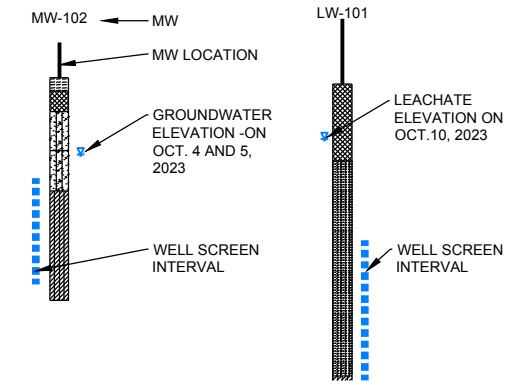 MW-102
MW
MW LOCATION
GROUNDWATER
ELEVATION -ON
OCT. 4 AND 5,
2023
WELL SCREEN
INTERVAL
LW-101
LEACHATE
ELEVATION ON
OCT.10, 2023
WELL SCREEN
INTERVAL